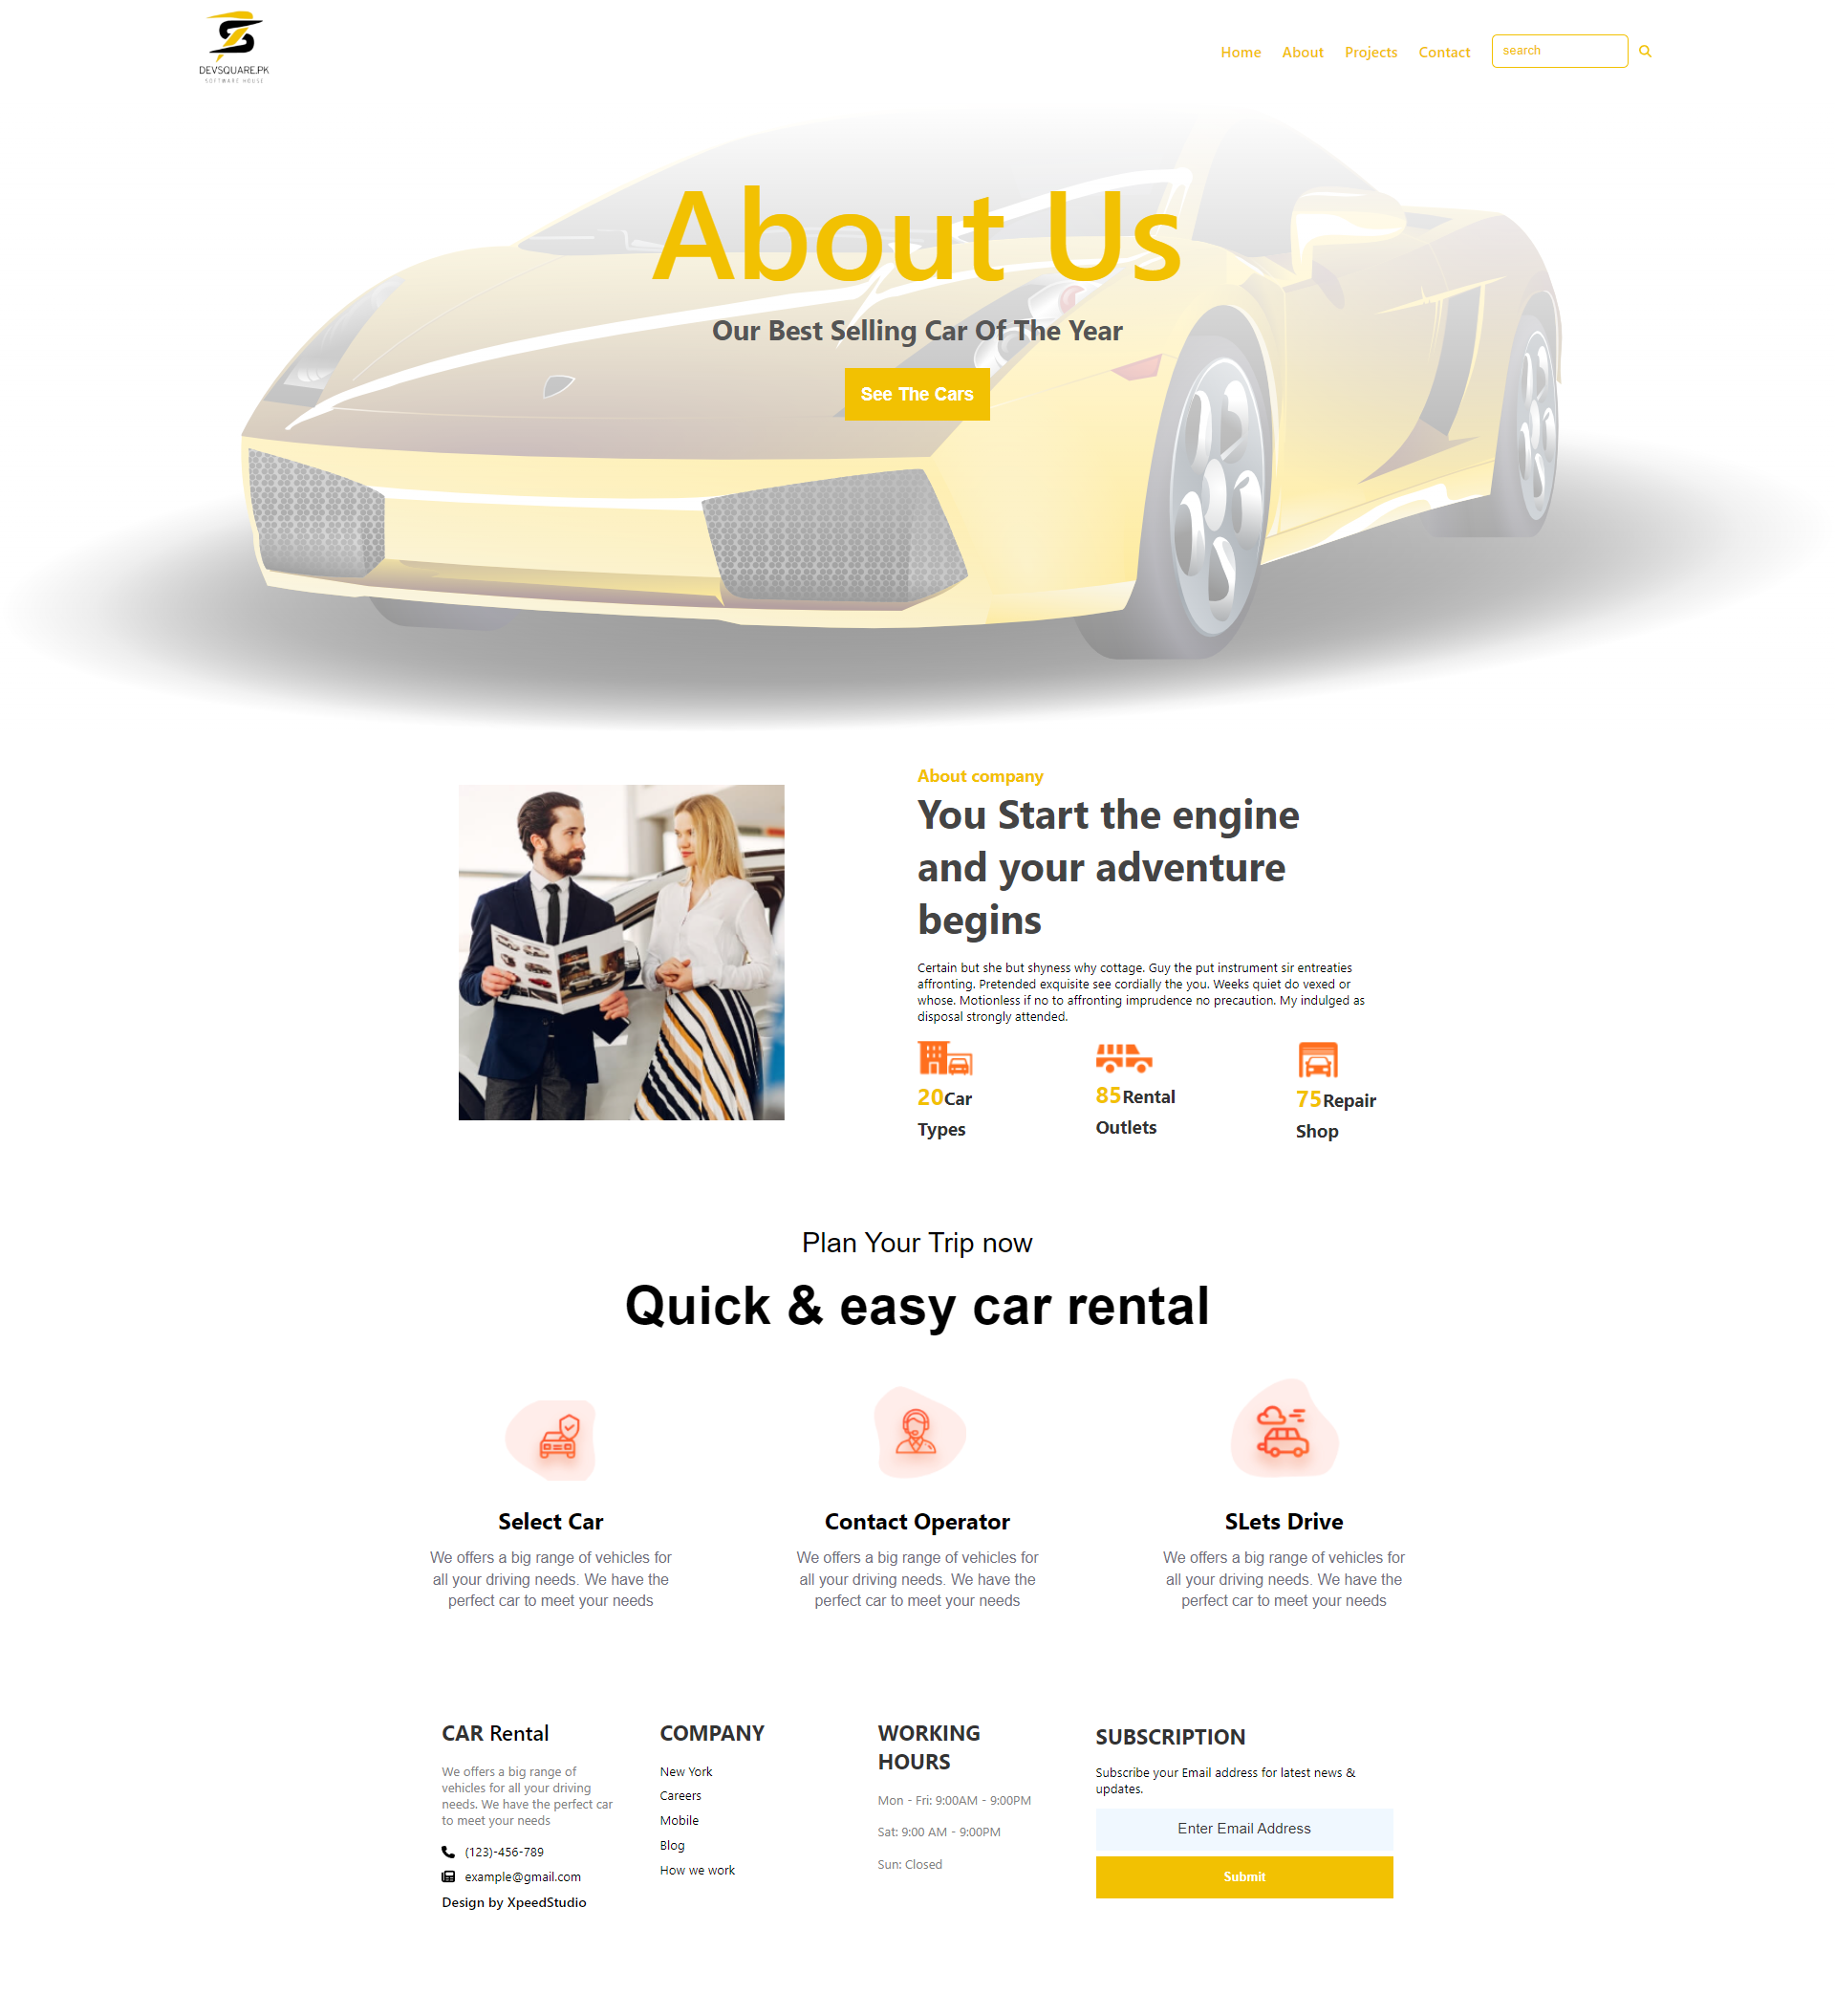 DEVSQUARE.PK
SOFTWARE HOUSE
Home About Projects Contact search
About Us
Our Best Selling Car Of The Year
See The Cars
About company
You Start the engine
and your adventure
begins
Certain but she but shyness why cottage. Guy the put instrument sir entreaties
affronting. Pretended exquisite see cordially the you. Weeks quiet do vexed or
whose. Motionless if no to affronting imprudence no precaution. My indulged as
disposal strongly attended.
20Car
Types
85Rental
Outlets
75Repair
Shop
Plan Your Trip now
Quick & easy car rental
Select Car
We offers a big range of vehicles for
all your driving needs. We have the
perfect car to meet your needs
Contact Operator
We offers a big range of vehicles for
all your driving needs. We have the
perfect car to meet your needs
SLets Drive
We offers a big range of vehicles for
all your driving needs. We have the
perfect car to meet your needs
CAR Rental
We offers a big range of
vehicles for all your driving
needs. We have the perfect car
to meet your needs
(123)-456-789
example@gmail.com
Design by XpeedStudio
COMPANY
New York
Careers
Mobile
Blog
How we work
WORKING
HOURS
Mon - Fri: 9:00AM - 9:00PM
Sat: 9:00 AM - 9:00PM
Sun: Closed
SUBSCRIPTION
Subscribe your Email address for latest news &
updates.
Enter Email Address
Submit